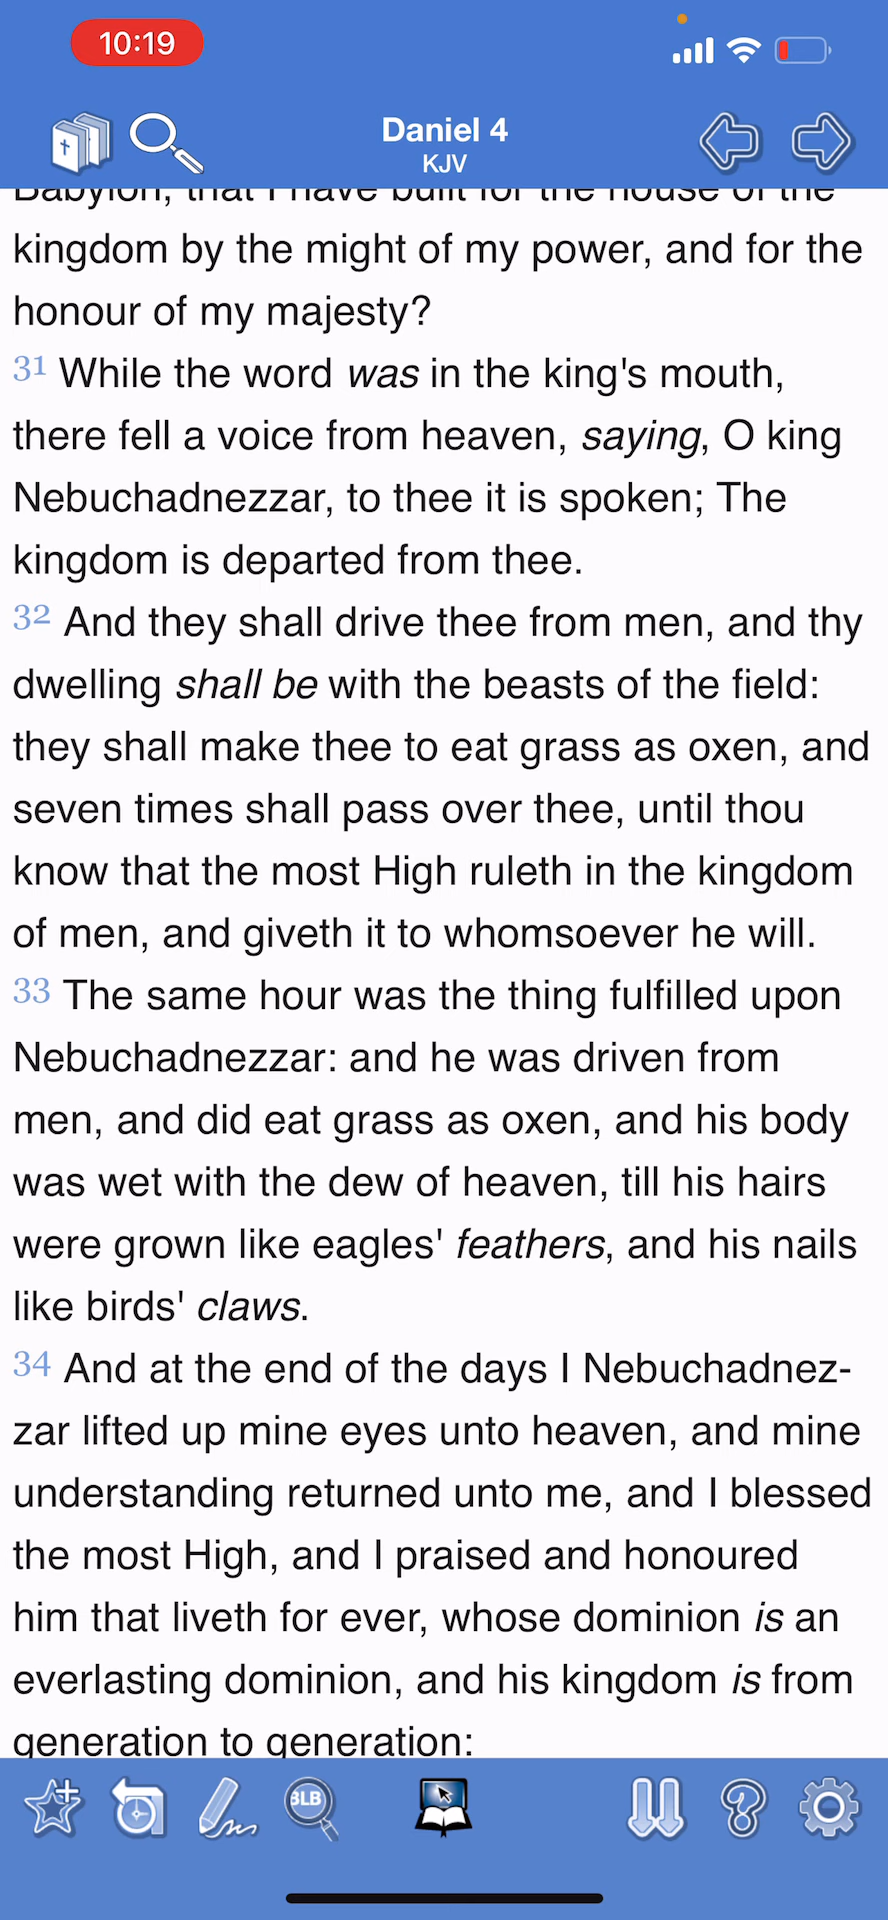 10:19
Daniel 4
KJV
Babylon, that I have built for the house of the
kingdom by the might of my power, and for the
honour of my majesty?
31 While the word was in the king's mouth,
there fell a voice from heaven, saying, O king
Nebuchadnezzar, to thee it is spoken; The
kingdom is departed from thee.
32 And they shall drive thee from men, and thy
dwelling shall be with the beasts of the field:
they shall make thee to eat grass as oxen, and
seven times shall pass over thee, until thou
know that the most High ruleth in the kingdom
of men, and giveth it to whomsoever he will.
33 The same hour was the thing fulfilled upon
Nebuchadnezzar: and he was driven from
men, and did eat grass as oxen, and his body
was wet with the dew of heaven, till his hairs
were grown like eagles' feathers, and his nails
like birds' claws.
34 And at the end of the days I Nebuchadnez-
zar lifted up mine eyes unto heaven, and mine
understanding returned unto me, and I blessed
the most High, and I praised and honoured
him that liveth for ever, whose dominion is an
everlasting dominion, and his kingdom is from
generation to generation:
BLB